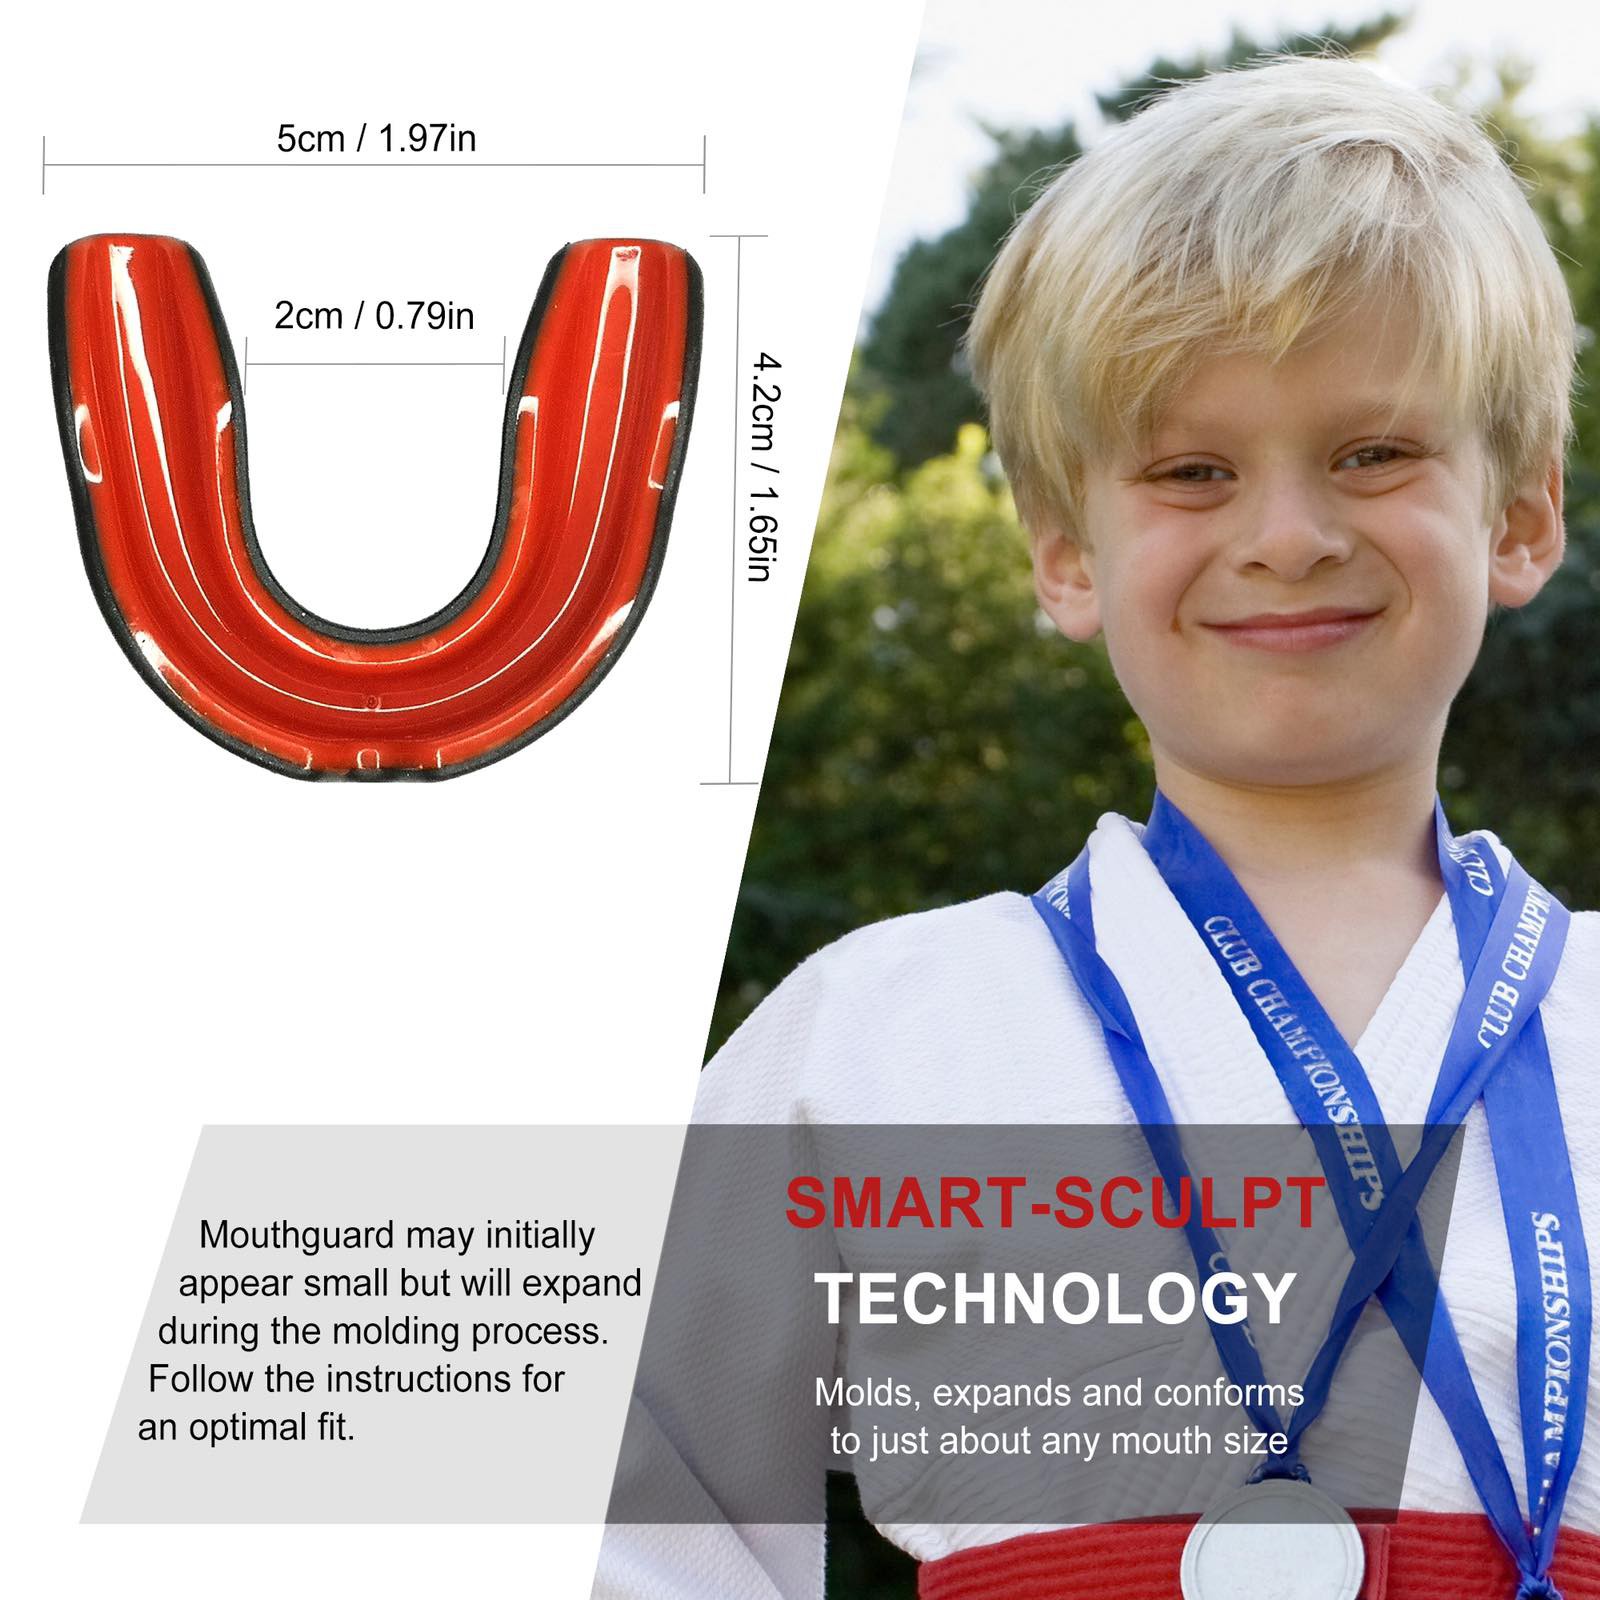 5cm / 1.97in
2cm / 0.79in
4.2cm / 1.65in
CLUB CHAMPIONSHIPS
CLUB CHAMPION
Mouthguard may initially
appear small but will expand
during the molding process.
Follow the instructions for
an optimal fit.
SMART-SCULPT
TECHNOLOGY
Molds, expands and conforms
to just about any mouth size